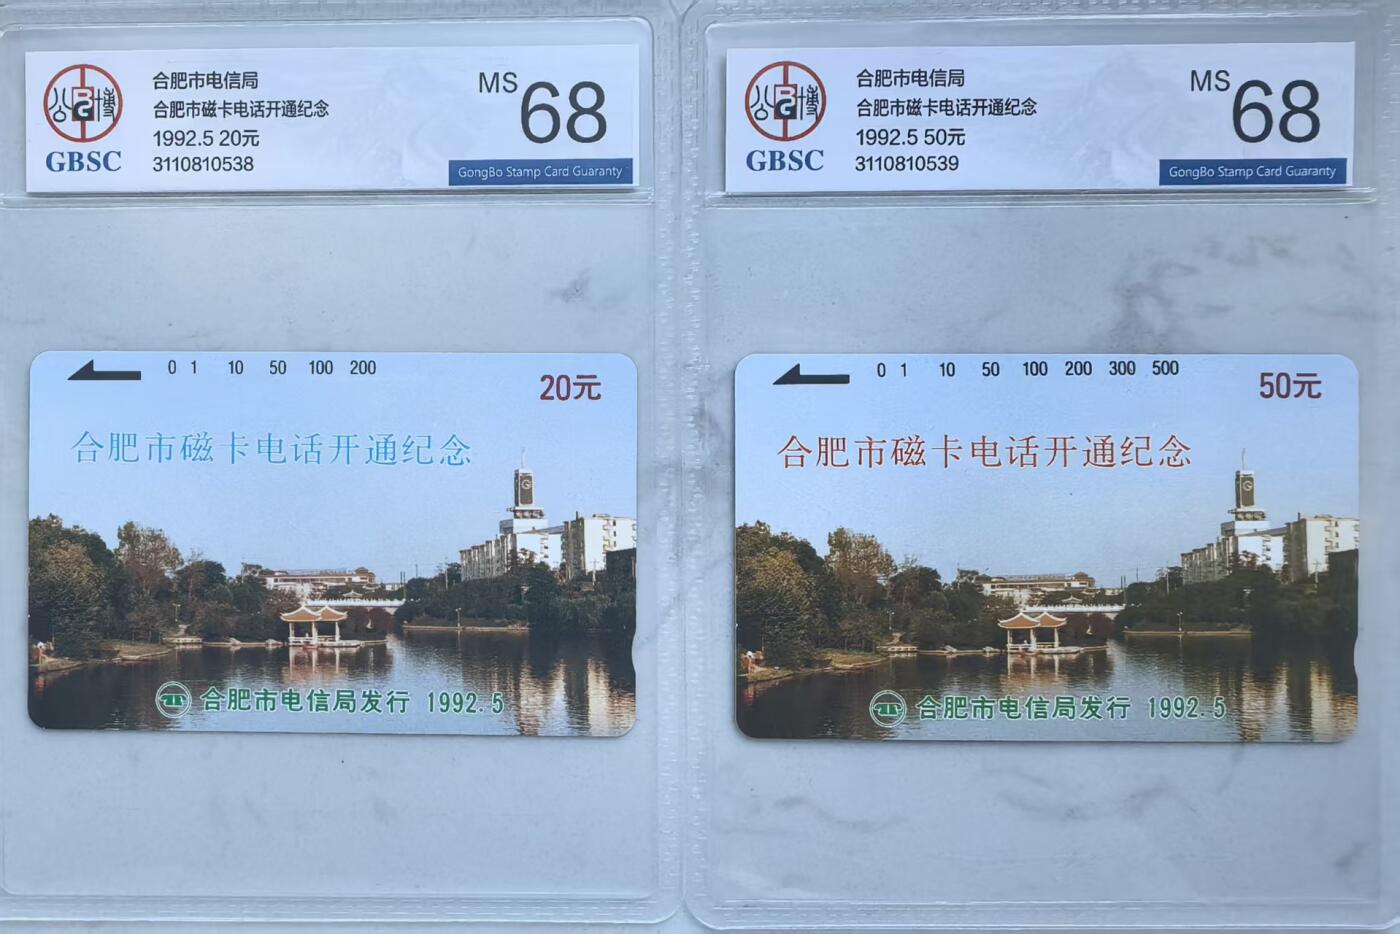 公博
BG
GBSC
合肥市电信局
合肥市磁卡电话开通纪念
1992.5 20元
3110810538
MS 68
GongBo Stamp Card Guaranty
0 1 10 50 100 200
20元
合肥市磁卡电话开通纪念
合肥市电信局发行 1992.5
公博
BG
GBSC
合肥市电信局
合肥市磁卡电话开通纪念
1992.5 50元
3110810539
MS 68
GongBo Stamp Card Guaranty
0 1 10 50 100 200 300 500
50元
合肥市磁卡电话开通纪念
合肥市电信局发行 1992.5